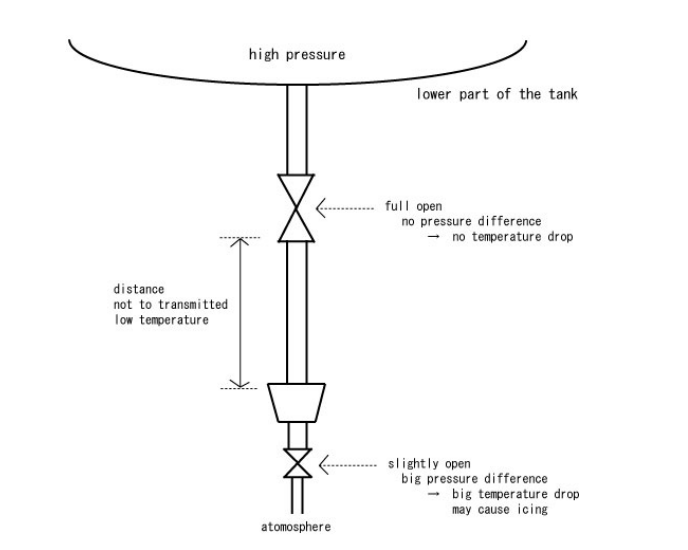 high pressure
lower part of the tank
full open
no pressure difference
→ no temperature drop
distance
not to transmitted
low temperature
slightly open
big pressure difference
→ big temperature drop
may cause icing
atomosphere